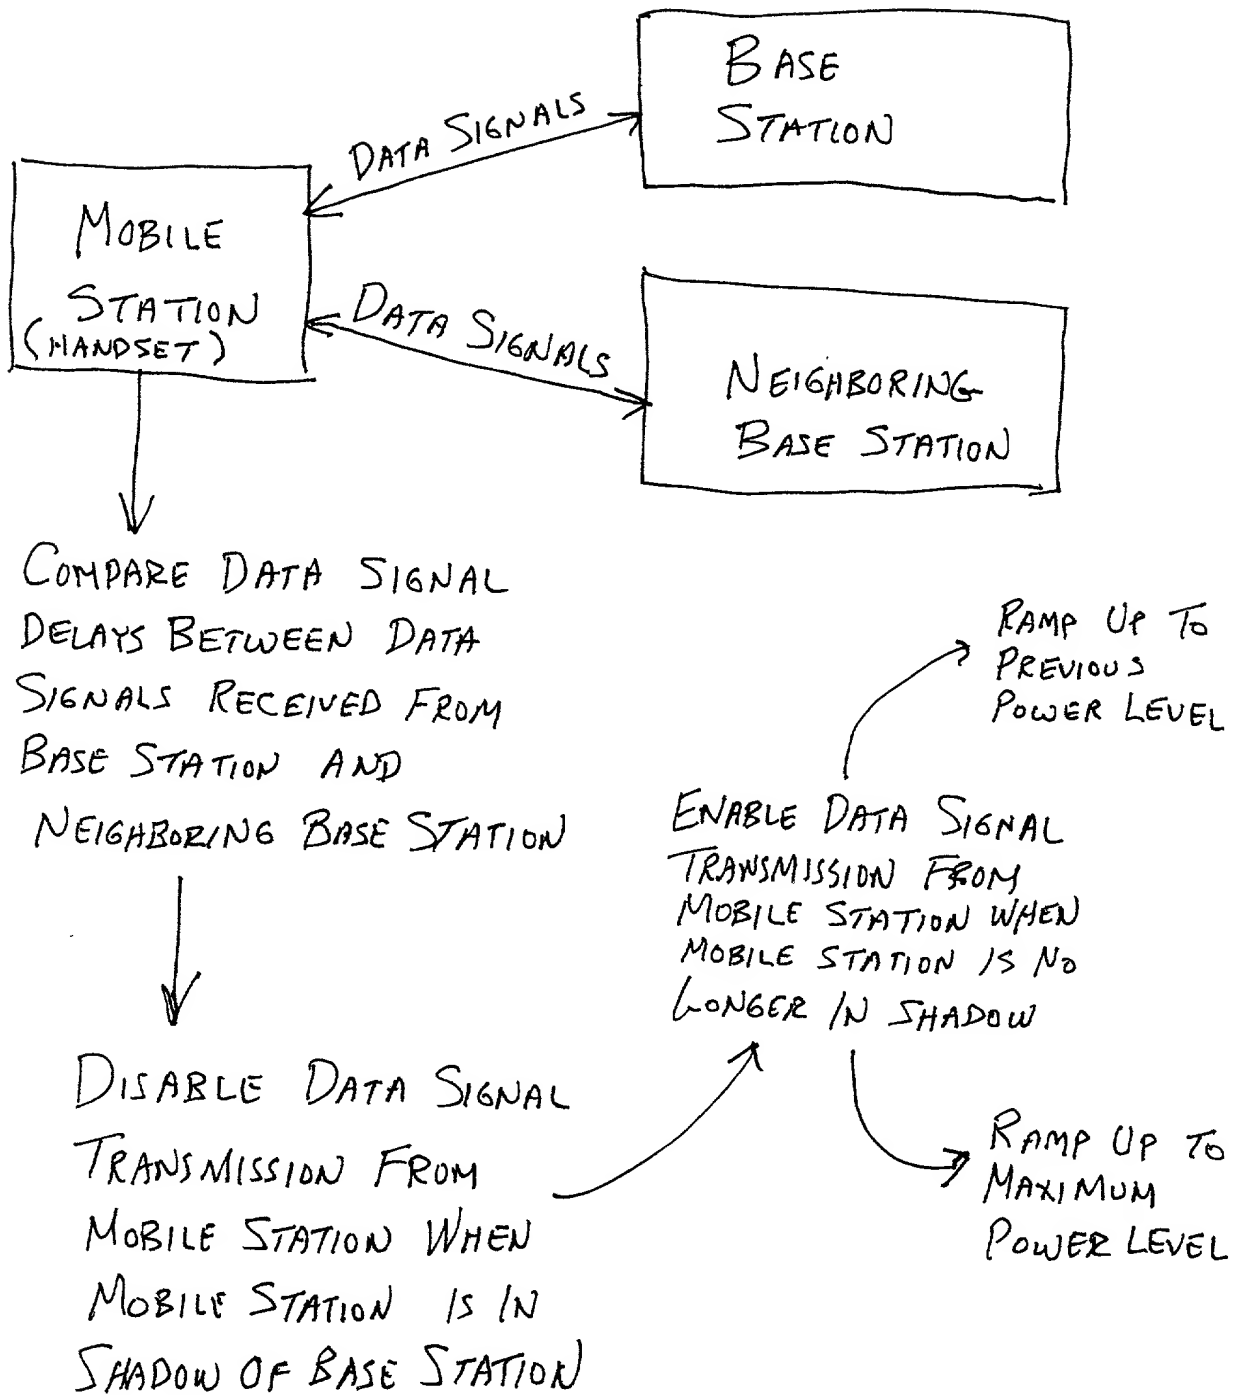 BASE
STATION
DATA SIGNALS
MOBILE
STATION
(HANDSET)
DATA SIGNALS
NEIGHBORING
BASE STATION
COMPARE DATA SIGNAL
DELAYS BETWEEN DATA
SIGNALS RECEIVED FROM
BASE STATION AND
NEIGHBORING BASE STATION
DISABLE DATA SIGNAL
TRANSMISSION FROM
MOBILE STATION WHEN
MOBILE STATION IS IN
SHADOW OF BASE STATION
ENABLE DATA SIGNAL
TRANSMISSION FROM
MOBILE STATION WHEN
MOBILE STATION IS NO
LONGER IN SHADOW
RAMP UP TO
PREVIOUS
POWER LEVEL
RAMP UP TO
MAXIMUM
POWER LEVEL